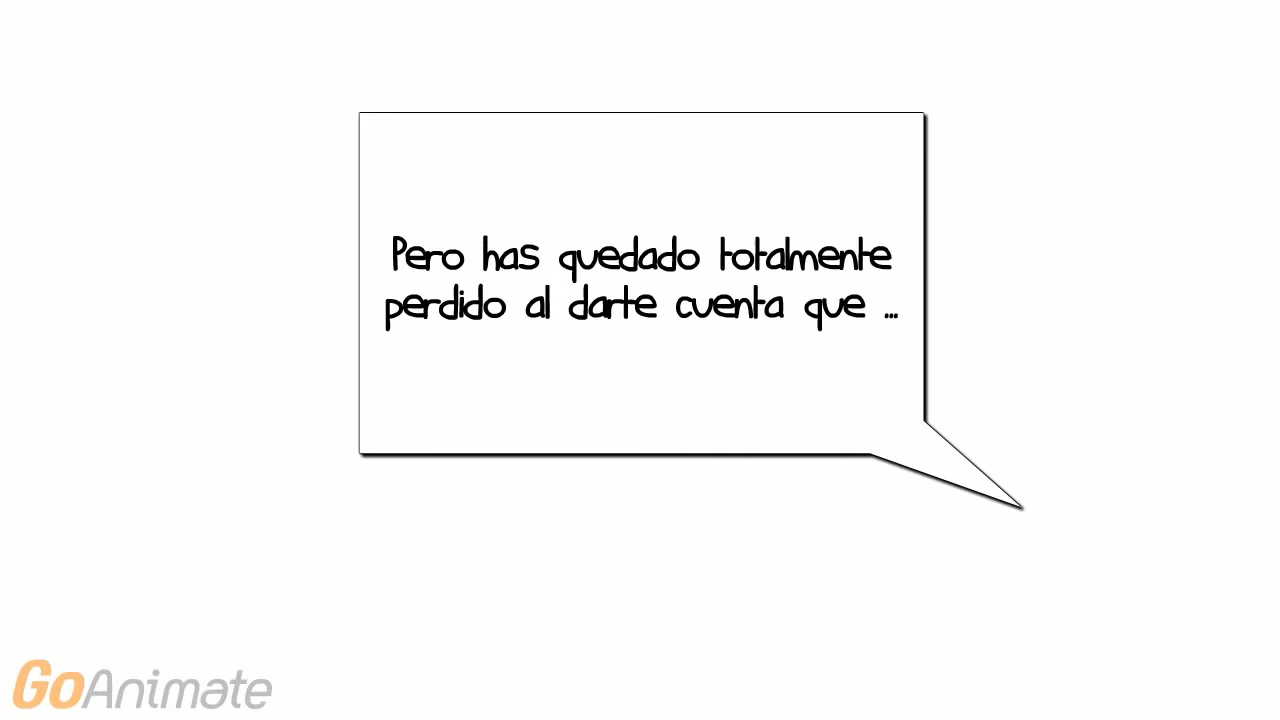 Pero has quedado totalmente
perdido al darte cuenta que ...
GoAnimate